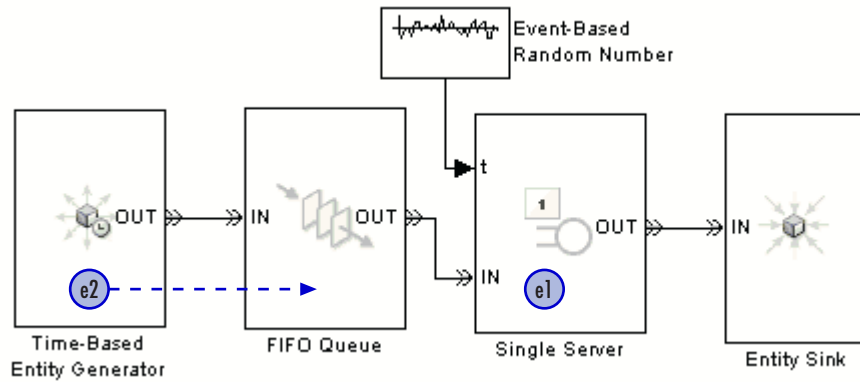 Event-Based
Random Number
OUT
IN
OUT
t
IN
1
OUT
IN
e2
e1
Time-Based
Entity Generator
FIFO Queue
Single Server
Entity Sink